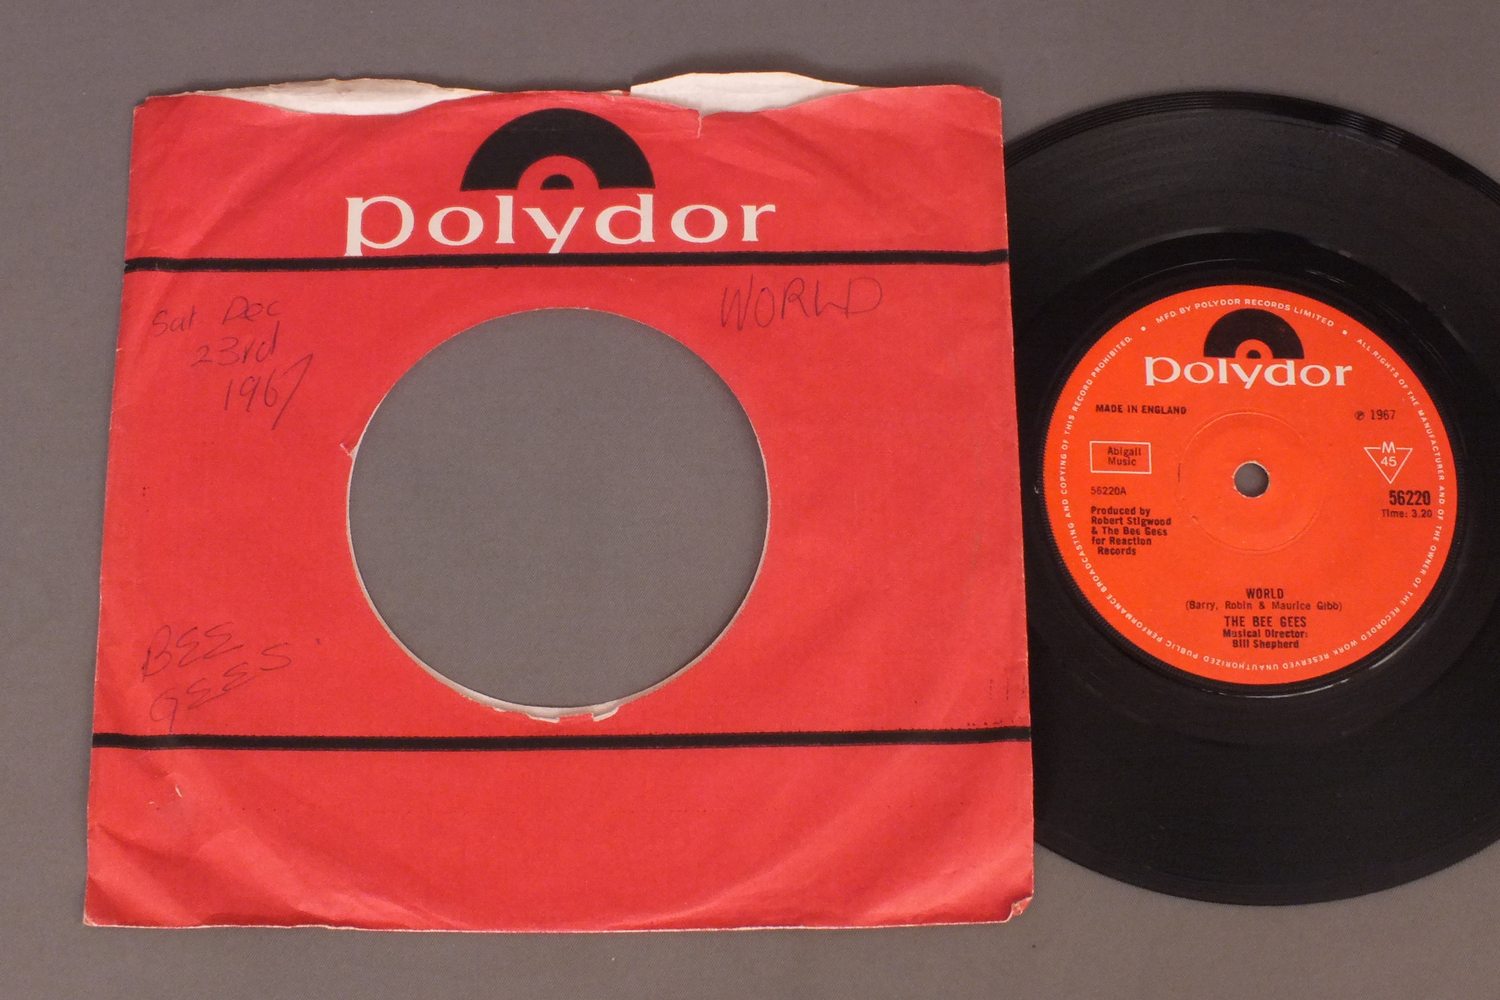 polydor
Sat Dec
23rd
1967
WORLD
BEE
GEES
MFD BY POLYDOR RECORDS LIMITED • ALL RIGHTS OF THE MANUFACTURER AND OF THE OWNER OF THE RECORDED WORK RESERVED UNAUTHORIZED PUBLIC PERFORMANCE BROADCASTING AND COPYING OF THIS RECORD PROHIBITED. •
polydor
MADE IN ENGLAND
℗ 1967
Abigail
Music
M
45
56220A
56220
Time: 3.20
Produced by
Robert Stigwood
& The Bee Gees
for Reaction
Records
WORLD
(Barry, Robin & Maurice Gibb)
THE BEE GEES
Musical Director:
Bill Shepherd